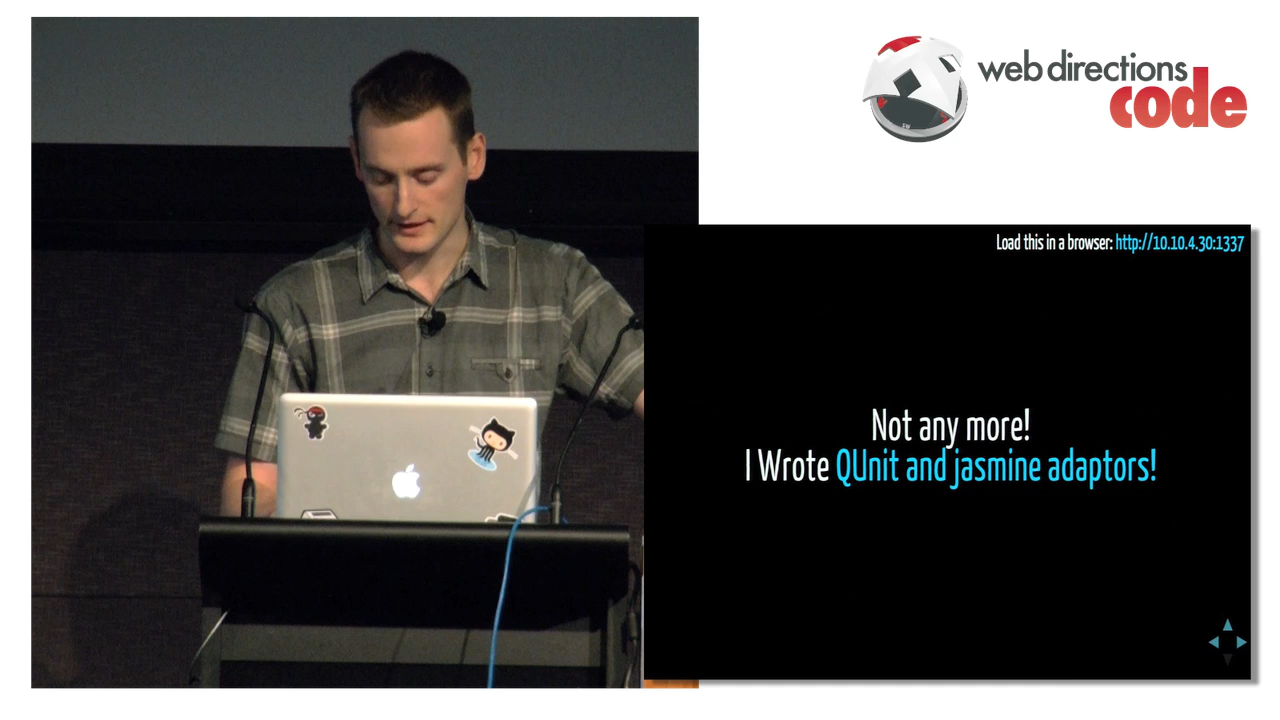 web directions
code
Load this in a browser: http://10.10.4.30:1337
Not any more!
I Wrote QUnit and jasmine adaptors!
SW